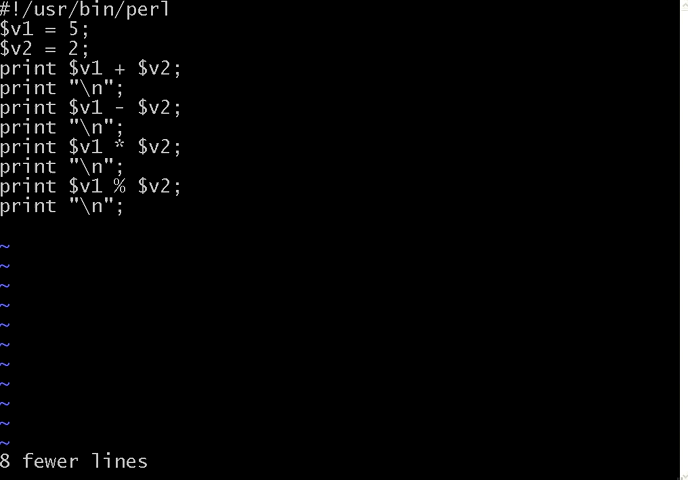 #!/usr/bin/perl
$v1 = 5;
$v2 = 2;
print $v1 + $v2;
print "\n";
print $v1 - $v2;
print "\n";
print $v1 * $v2;
print "\n";
print $v1 % $v2;
print "\n";
~
~
~
~
~
~
~
~
~
~
~
8 fewer lines